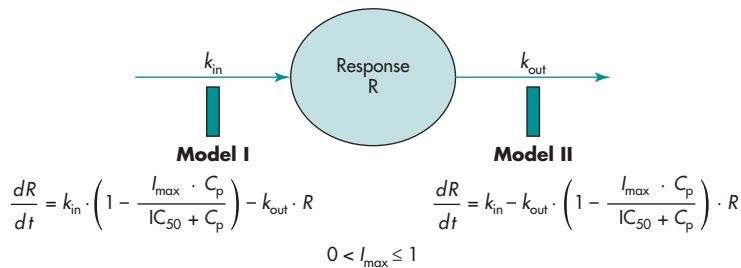 k_in
Response
R
k_out
Model I
Model II
dR/dt = k_in · (1 − I_max · C_p / IC_50 + C_p) − k_out · R
dR/dt = k_in − k_out · (1 − I_max · C_p / IC_50 + C_p) · R
0 < I_max ≤ 1